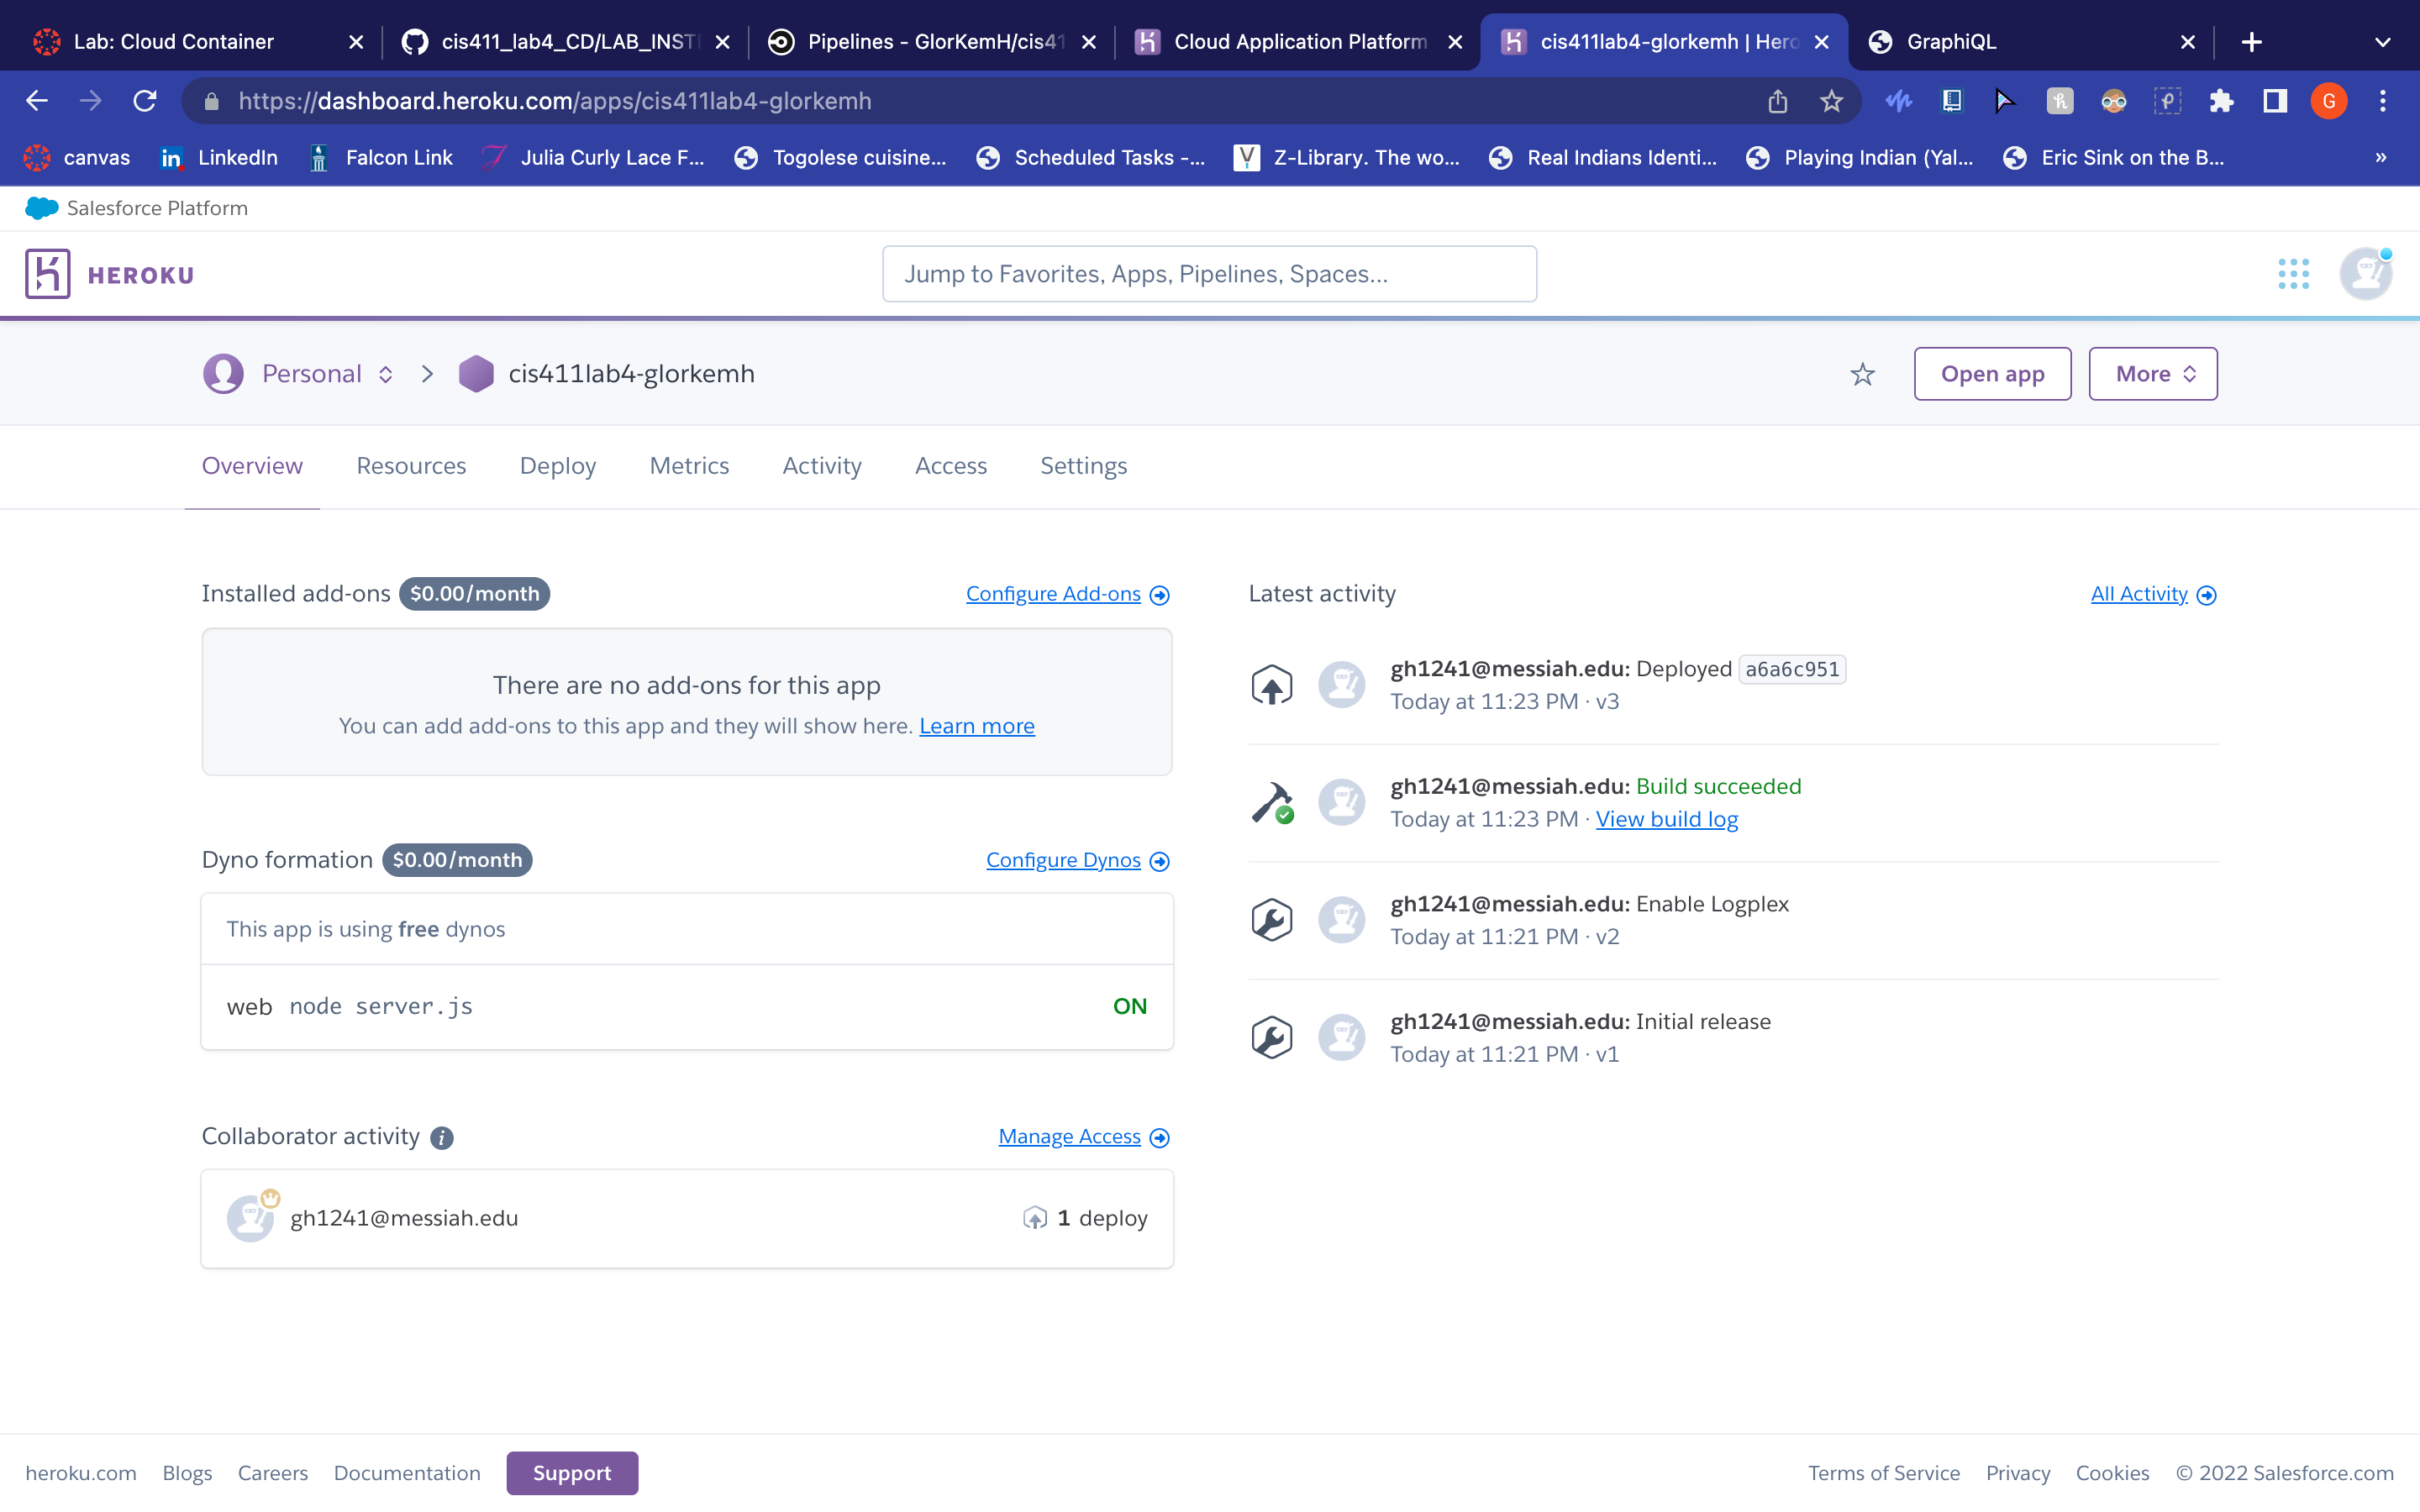 Lab: Cloud Container
cis411_lab4_CD/LAB_INST
Pipelines - GlorKemH/cis41
Cloud Application Platform
cis411lab4-glorkemh | Hero
GraphiQL
https://dashboard.heroku.com/apps/cis411lab4-glorkemh
G
canvas
LinkedIn
Falcon Link
Julia Curly Lace F...
Togolese cuisine...
Scheduled Tasks -...
Z-Library. The wo...
Real Indians Identi...
Playing Indian (Yal...
Eric Sink on the B...
»
Salesforce Platform
HEROKU
Jump to Favorites, Apps, Pipelines, Spaces...
Personal
cis411lab4-glorkemh
Open app
More
Overview
Resources
Deploy
Metrics
Activity
Access
Settings
Installed add-ons $0.00/month
Configure Add-ons
There are no add-ons for this app
You can add add-ons to this app and they will show here. Learn more
Dyno formation $0.00/month
Configure Dynos
This app is using free dynos
web node server.js
ON
Collaborator activity
Manage Access
gh1241@messiah.edu
1 deploy
Latest activity
All Activity
gh1241@messiah.edu: Deployed a6a6c951
Today at 11:23 PM · v3
gh1241@messiah.edu: Build succeeded
Today at 11:23 PM · View build log
gh1241@messiah.edu: Enable Logplex
Today at 11:21 PM · v2
gh1241@messiah.edu: Initial release
Today at 11:21 PM · v1
heroku.com
Blogs
Careers
Documentation
Support
Terms of Service
Privacy
Cookies
© 2022 Salesforce.com